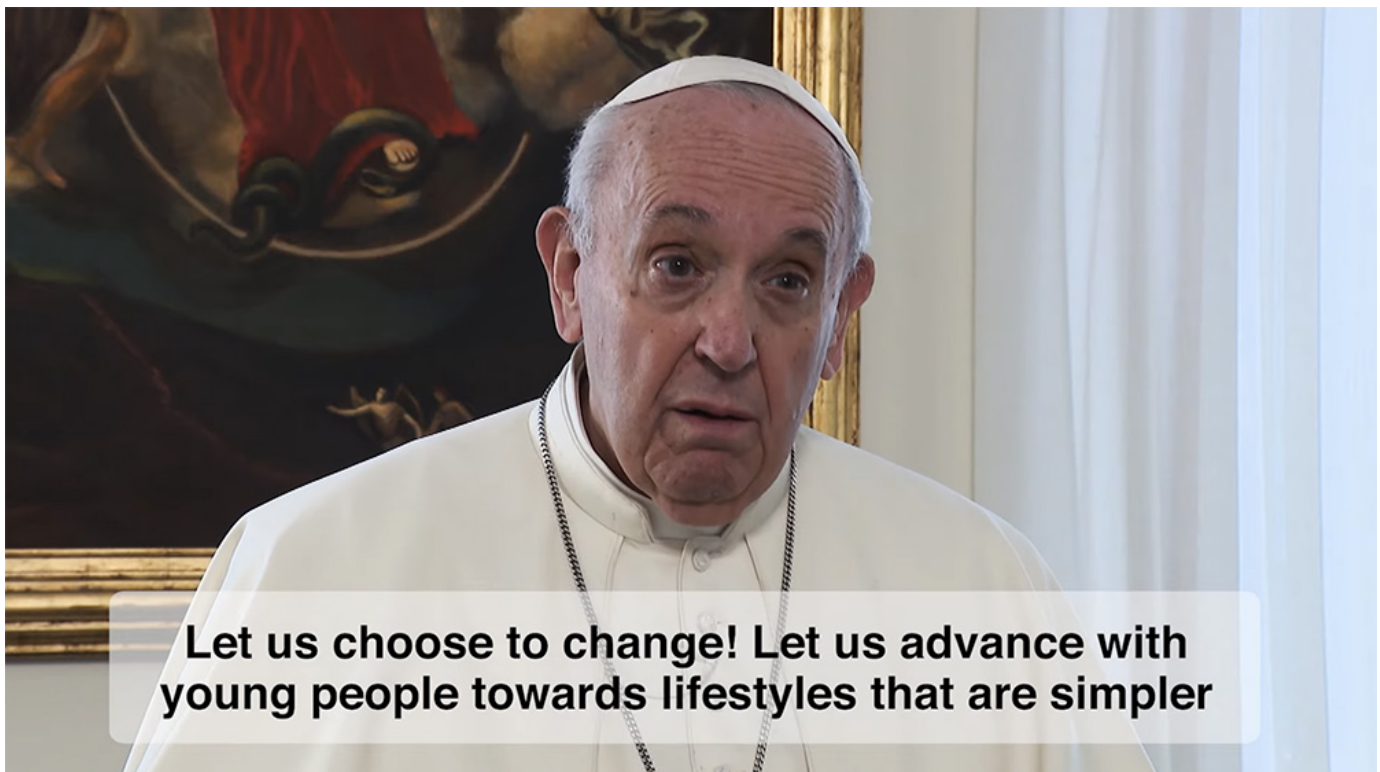 Let us choose to change! Let us advance with
young people towards lifestyles that are simpler